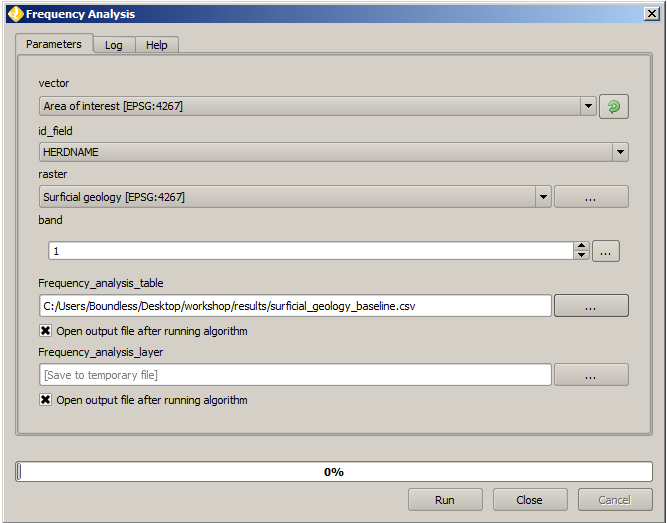 Frequency Analysis
Parameters Log Help
vector
Area of interest [EPSG:4267]
id_field
HERDNAME
raster
Surficial geology [EPSG:4267] ...
band
1 ...
Frequency_analysis_table
C:/Users/Boundless/Desktop/workshop/results/surficial_geology_baseline.csv ...
Open output file after running algorithm
Frequency_analysis_layer
[Save to temporary file] ...
Open output file after running algorithm
0%
Run Close Cancel